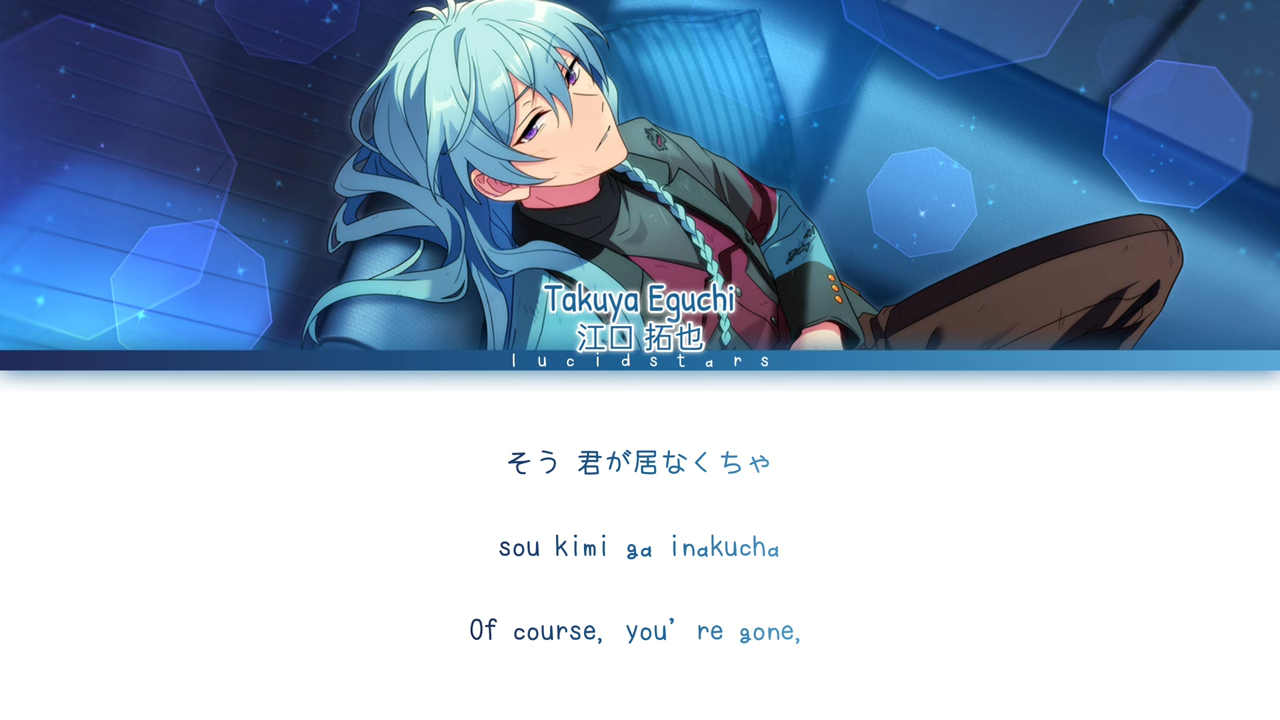 Takuya Eguchi
江口 拓也
lucidstars
そう 君が居なくちゃ
sou kimi ga inakucha
Of course, you're gone,